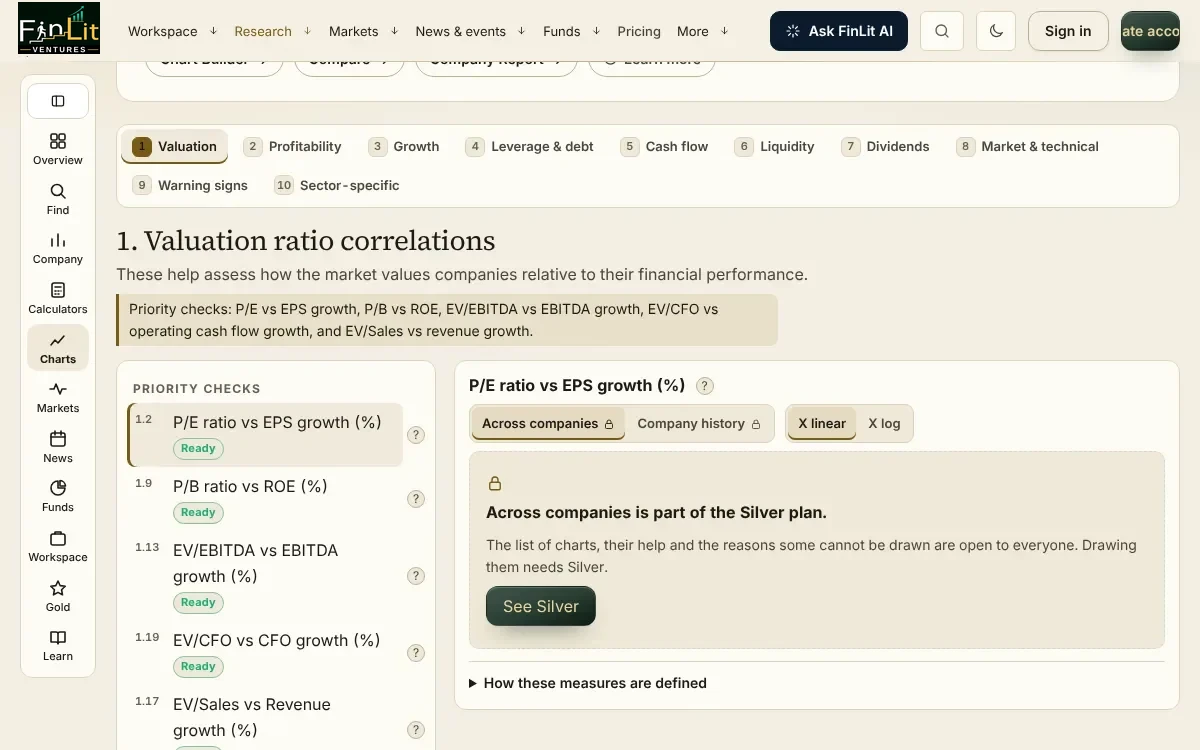 FinLit
VENTURES
Workspace
Research
Markets
News & events
Funds
Pricing
More
Ask FinLit AI
Sign in
ate acco
Overview
Find
Company
Calculators
Charts
Markets
News
Funds
Workspace
Gold
Learn
1 Valuation
2 Profitability
3 Growth
4 Leverage & debt
5 Cash flow
6 Liquidity
7 Dividends
8 Market & technical
9 Warning signs
10 Sector-specific
1. Valuation ratio correlations
These help assess how the market values companies relative to their financial performance.
Priority checks: P/E vs EPS growth, P/B vs ROE, EV/EBITDA vs EBITDA growth, EV/CFO vs
operating cash flow growth, and EV/Sales vs revenue growth.
PRIORITY CHECKS
1.2 P/E ratio vs EPS growth (%)
Ready
?
1.9 P/B ratio vs ROE (%)
Ready
?
1.13 EV/EBITDA vs EBITDA
growth (%)
Ready
?
1.19 EV/CFO vs CFO growth (%)
Ready
?
1.17 EV/Sales vs Revenue
growth (%)
?
P/E ratio vs EPS growth (%) ?
Across companies
Company history
X linear
X log
Across companies is part of the Silver plan.
The list of charts, their help and the reasons some cannot be drawn are open to everyone. Drawing
them needs Silver.
See Silver
How these measures are defined